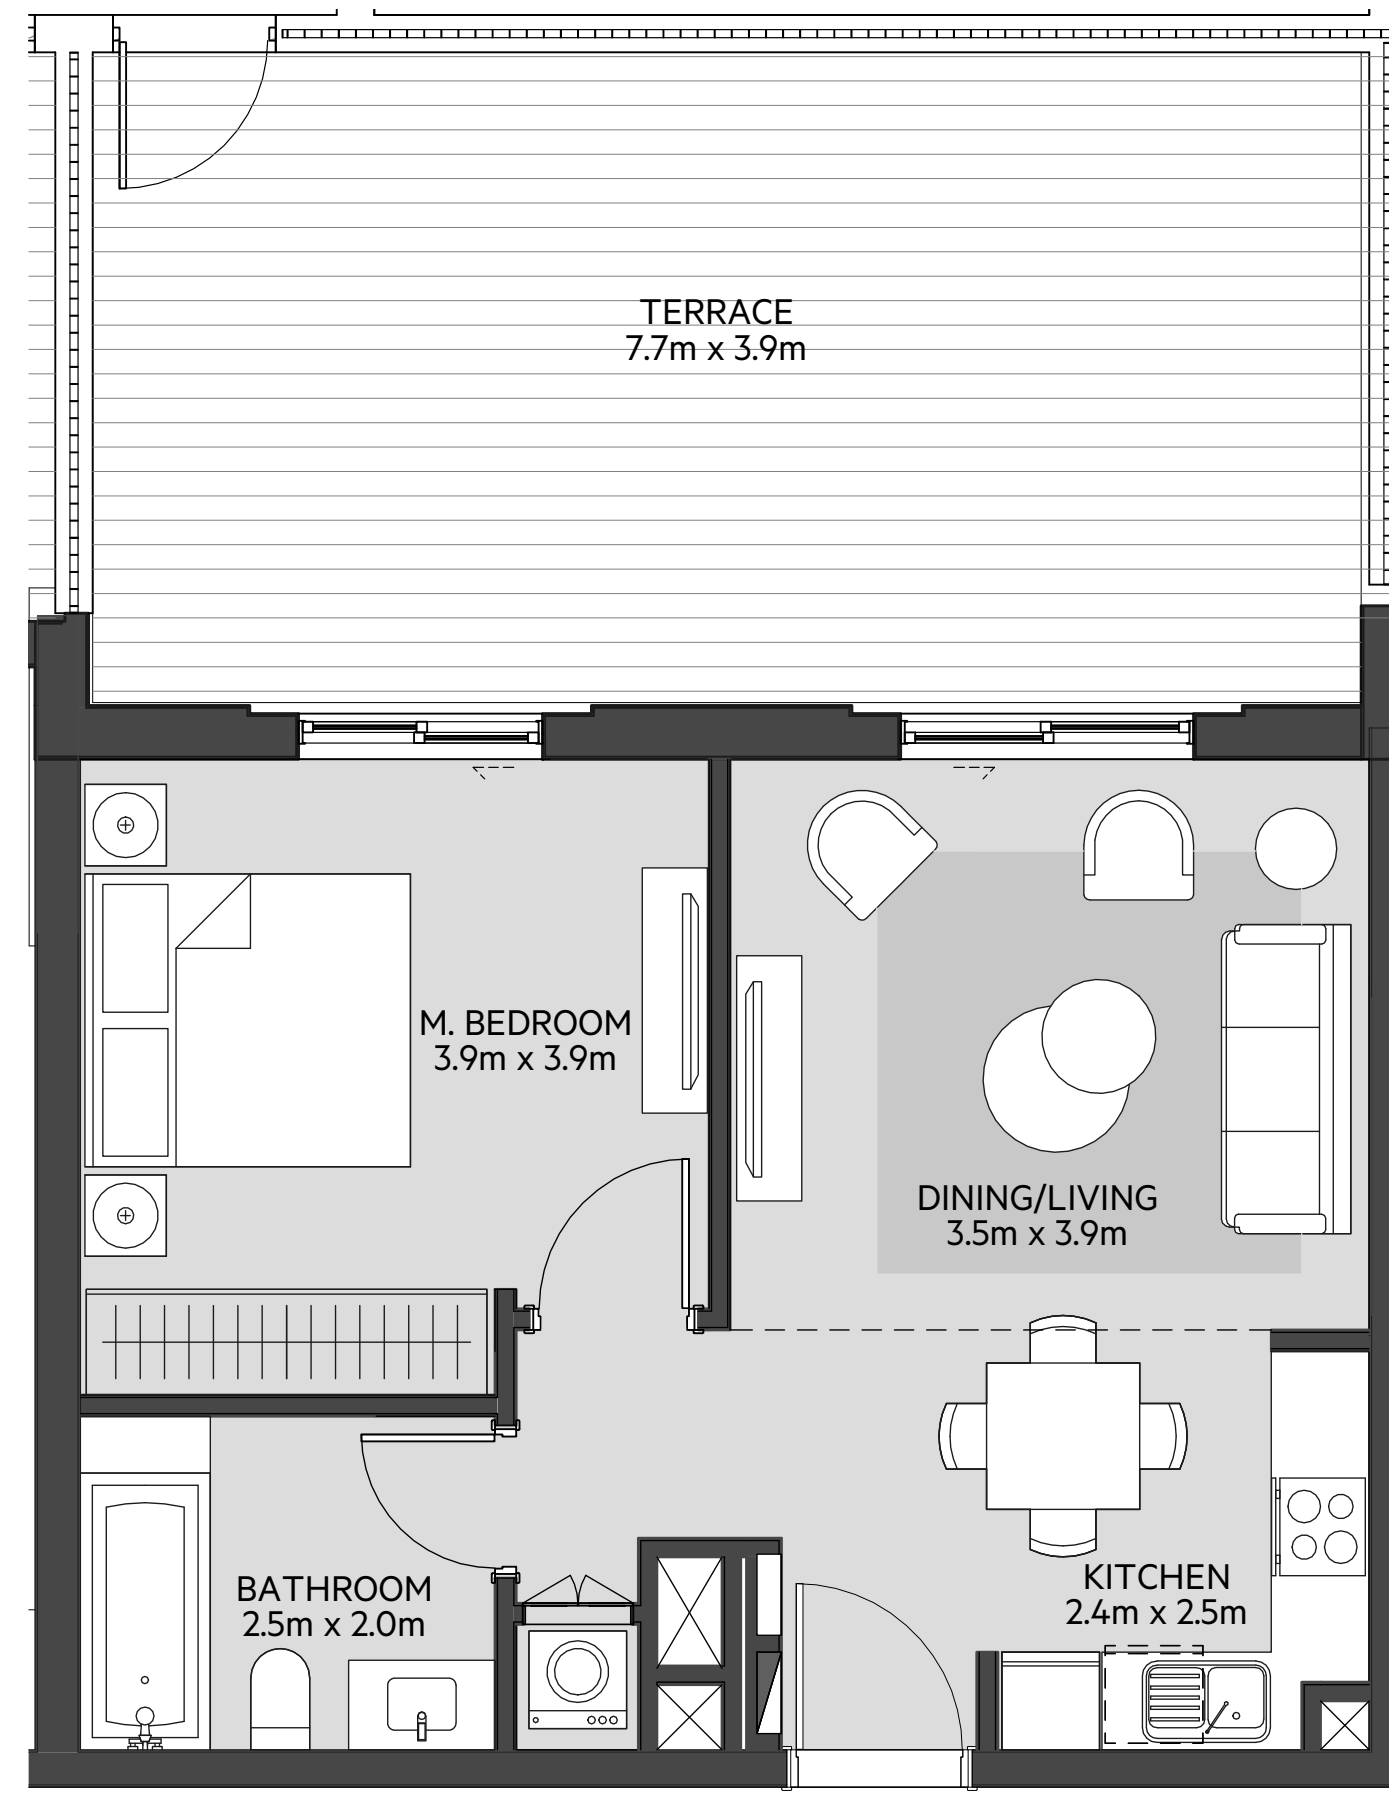 TERRACE
7.7m x 3.9m
M. BEDROOM
3.9m x 3.9m
DINING/LIVING
3.5m x 3.9m
BATHROOM
2.5m x 2.0m
KITCHEN
2.4m x 2.5m